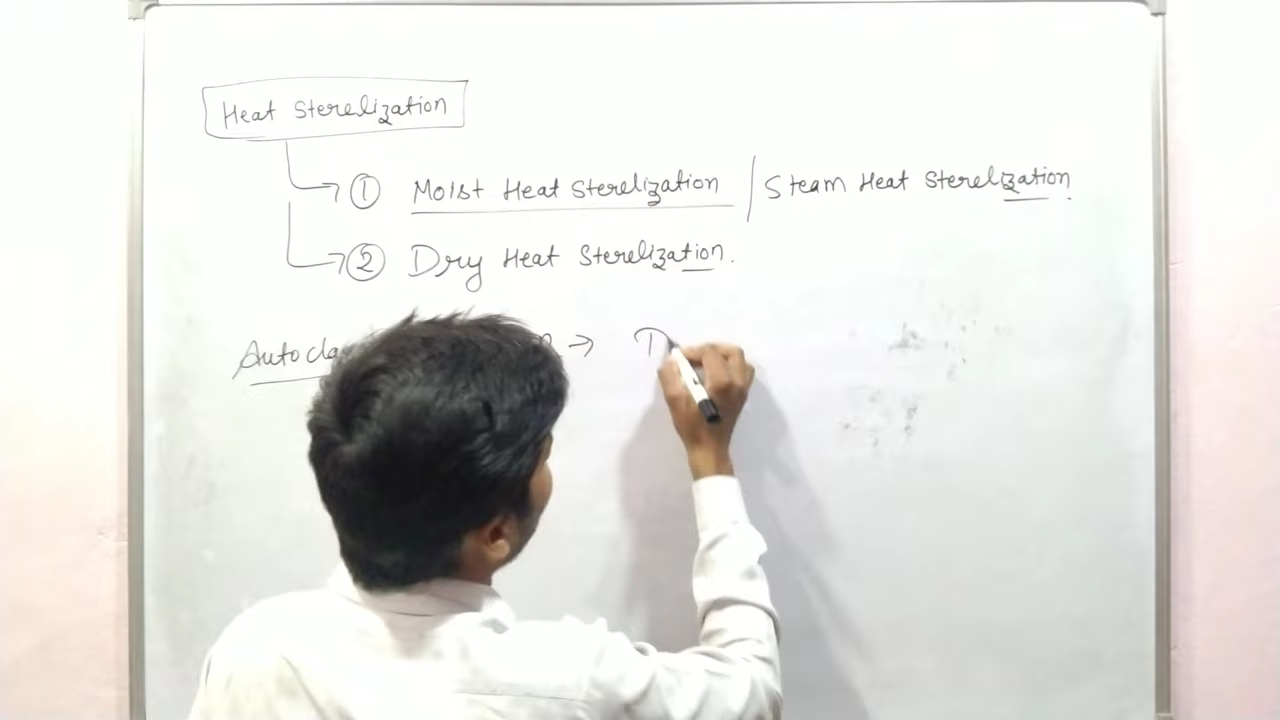 Heat Sterelization
→ ① Moist Heat Sterelization / Steam Heat Sterelization.
→ ② Dry Heat Sterelization.
→